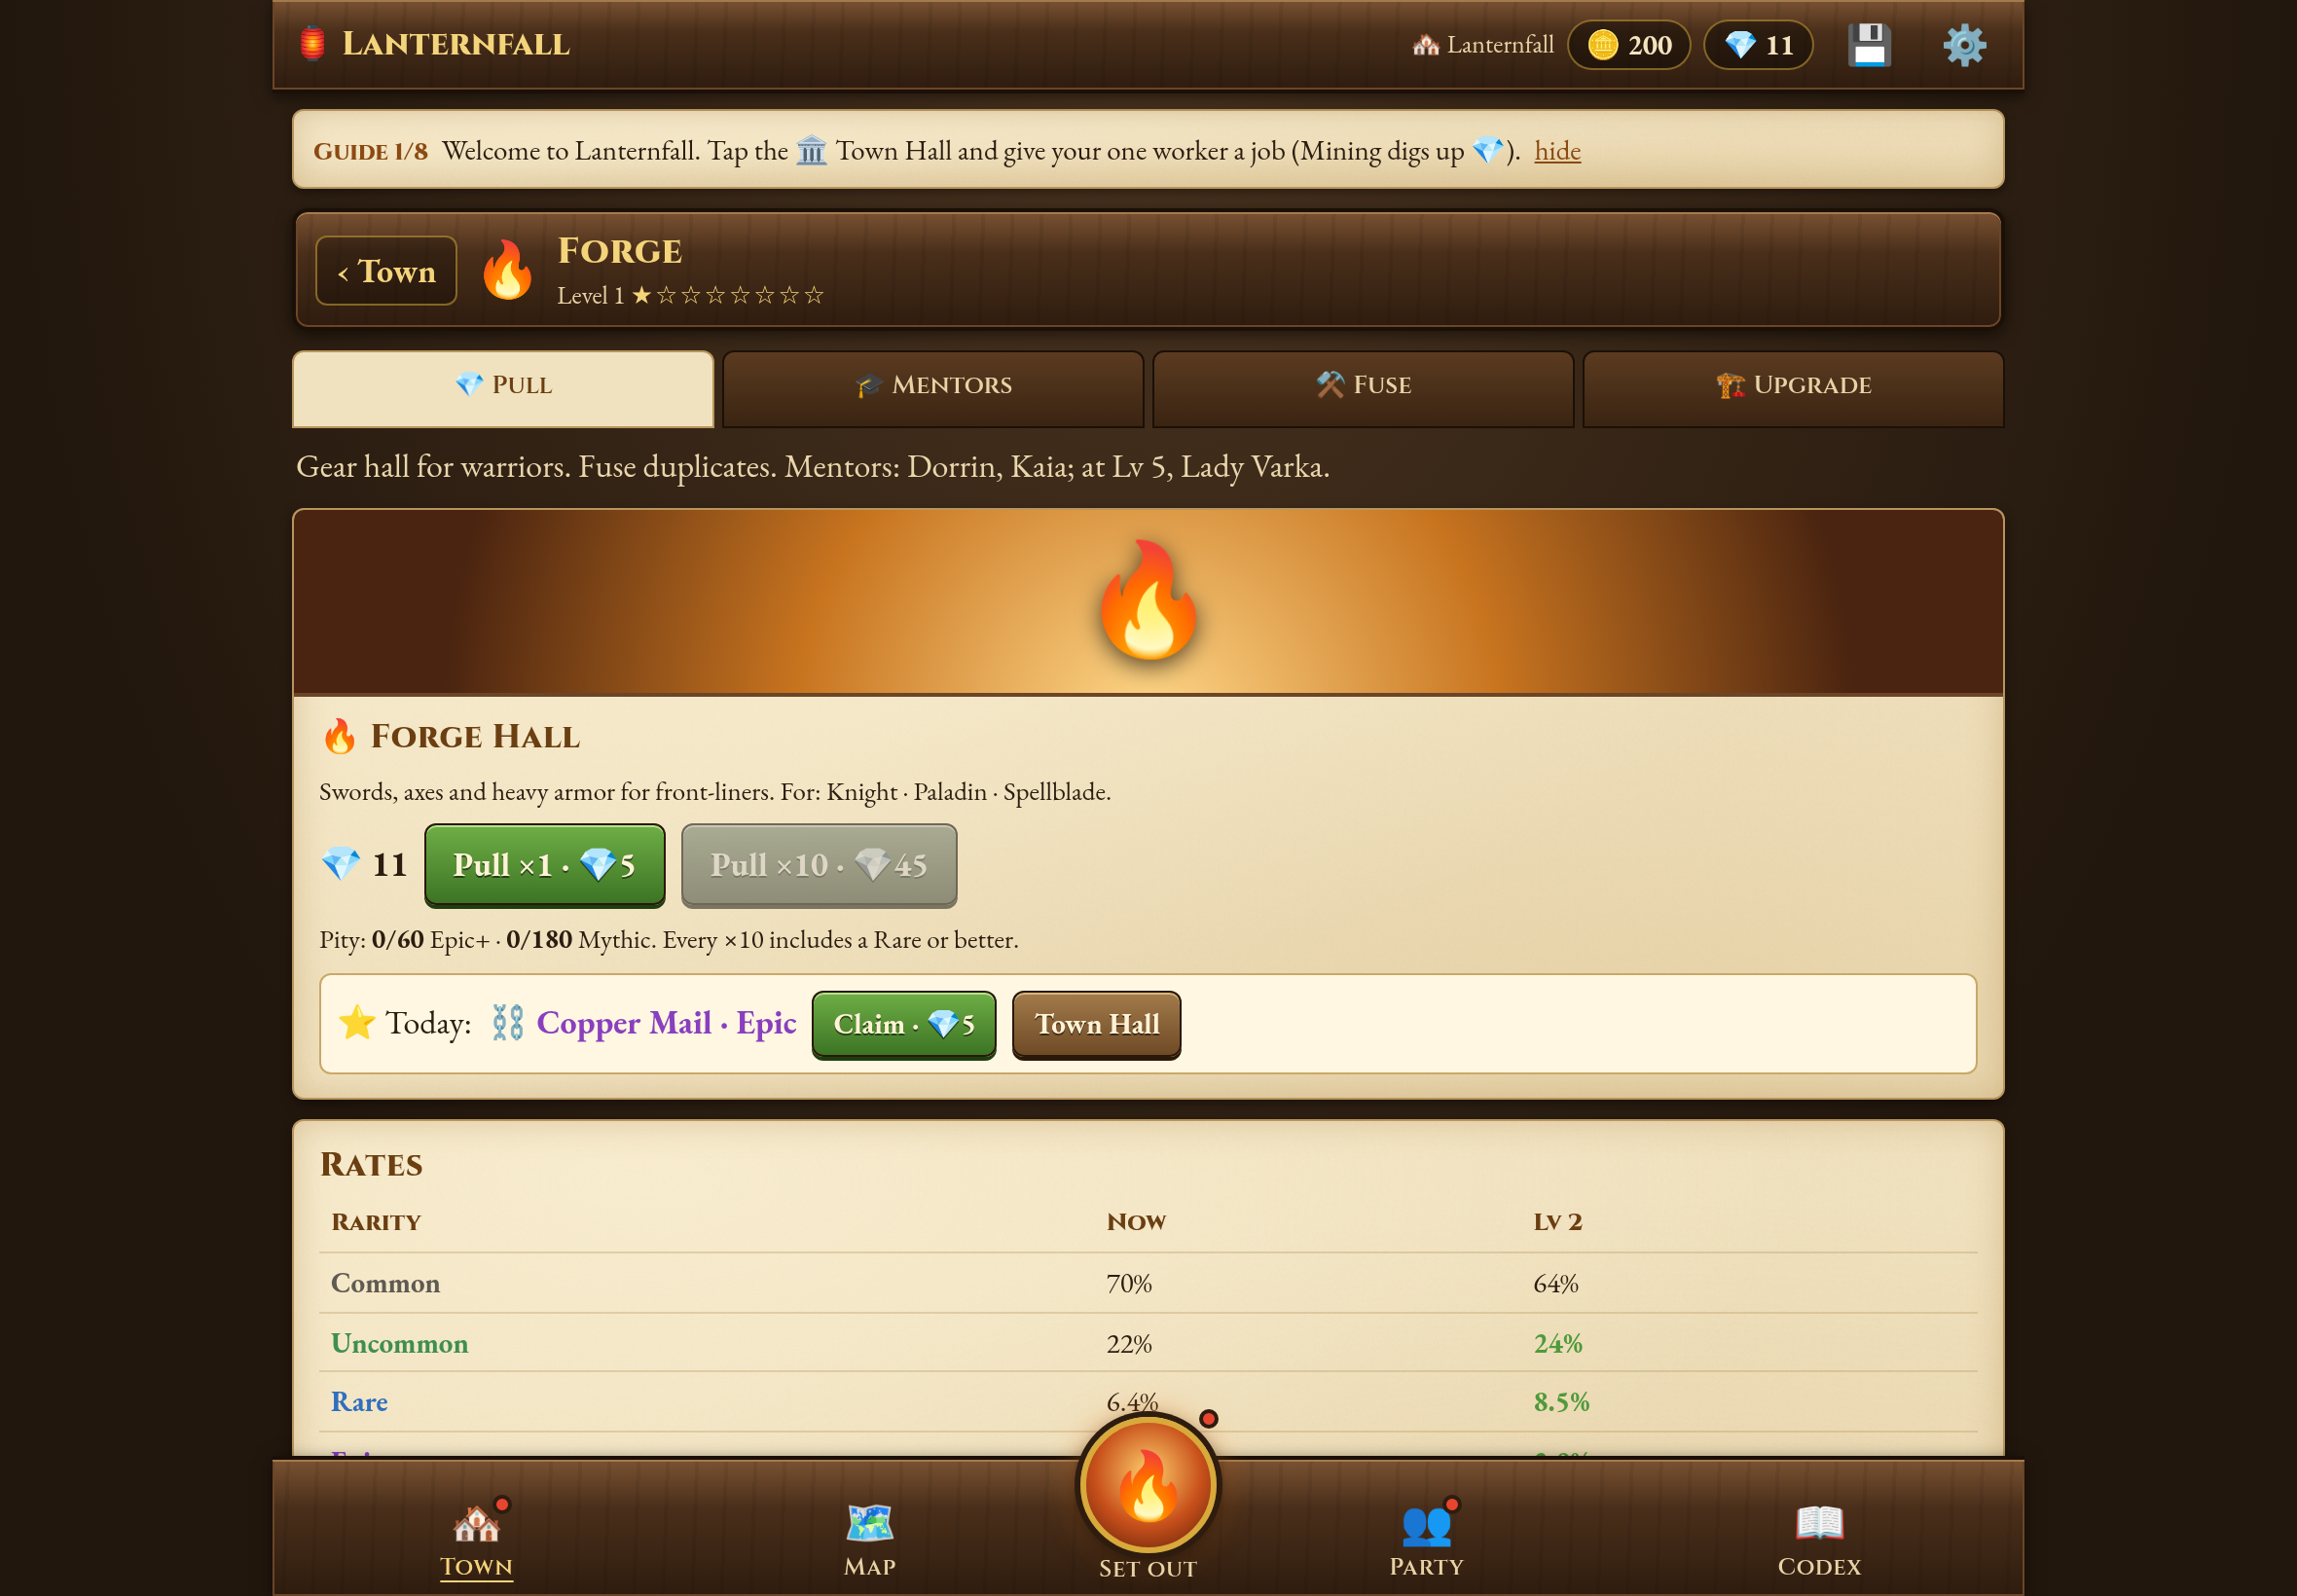 Lanternfall
Lanternfall 200 11
Guide 1/8 Welcome to Lanternfall. Tap the Town Hall and give your one worker a job (Mining digs up ). hide
‹ Town
Forge
Level 1 ★☆☆☆☆☆☆☆
Pull
Mentors
Fuse
Upgrade
Gear hall for warriors. Fuse duplicates. Mentors: Dorrin, Kaia; at Lv 5, Lady Varka.
Forge Hall
Swords, axes and heavy armor for front-liners. For: Knight · Paladin · Spellblade.
11 Pull ×1 · 5 Pull ×10 · 45
Pity: 0/60 Epic+ · 0/180 Mythic. Every ×10 includes a Rare or better.
Today: Copper Mail · Epic Claim · 5 Town Hall
Rates
Rarity Now Lv 2
Common 70% 64%
Uncommon 22% 24%
Rare 6.4% 8.5%
Town
Map
Set out
Party
Codex